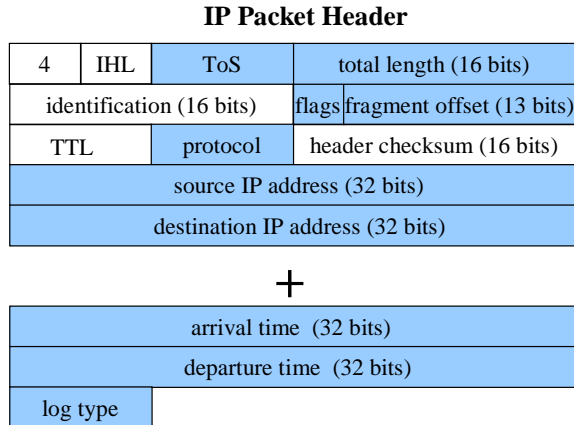 IP Packet Header
4 IHL ToS total length (16 bits)
identification (16 bits) flags fragment offset (13 bits)
TTL protocol header checksum (16 bits)
source IP address (32 bits)
destination IP address (32 bits)
+
arrival time (32 bits)
departure time (32 bits)
log type